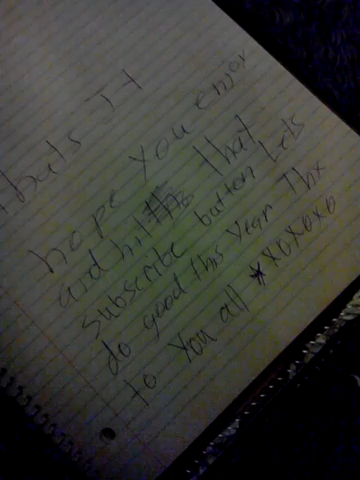 thats It
hope you enjoy
and hit that
subscribe button Lets
do good this year Thx
to You all *xoxoxo